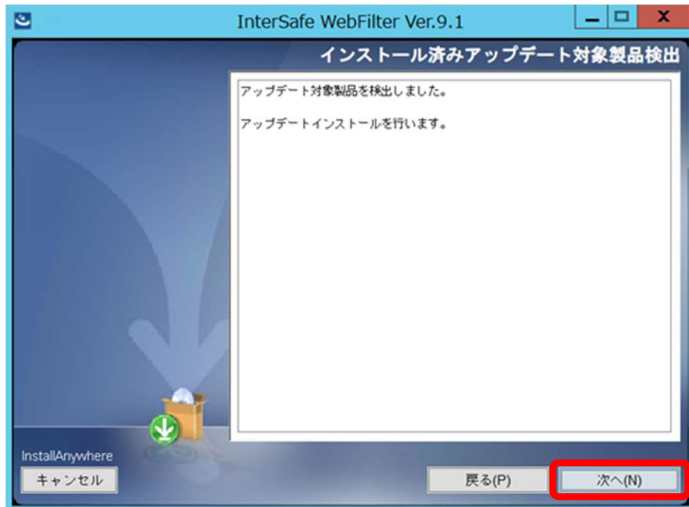 InterSafe WebFilter Ver.9.1
インストール済みアップデート対象製品検出
アップデート対象製品を検出しました。
アップデートインストールを行います。
InstallAnywhere
キャンセル
戻る(P)
次へ(N)